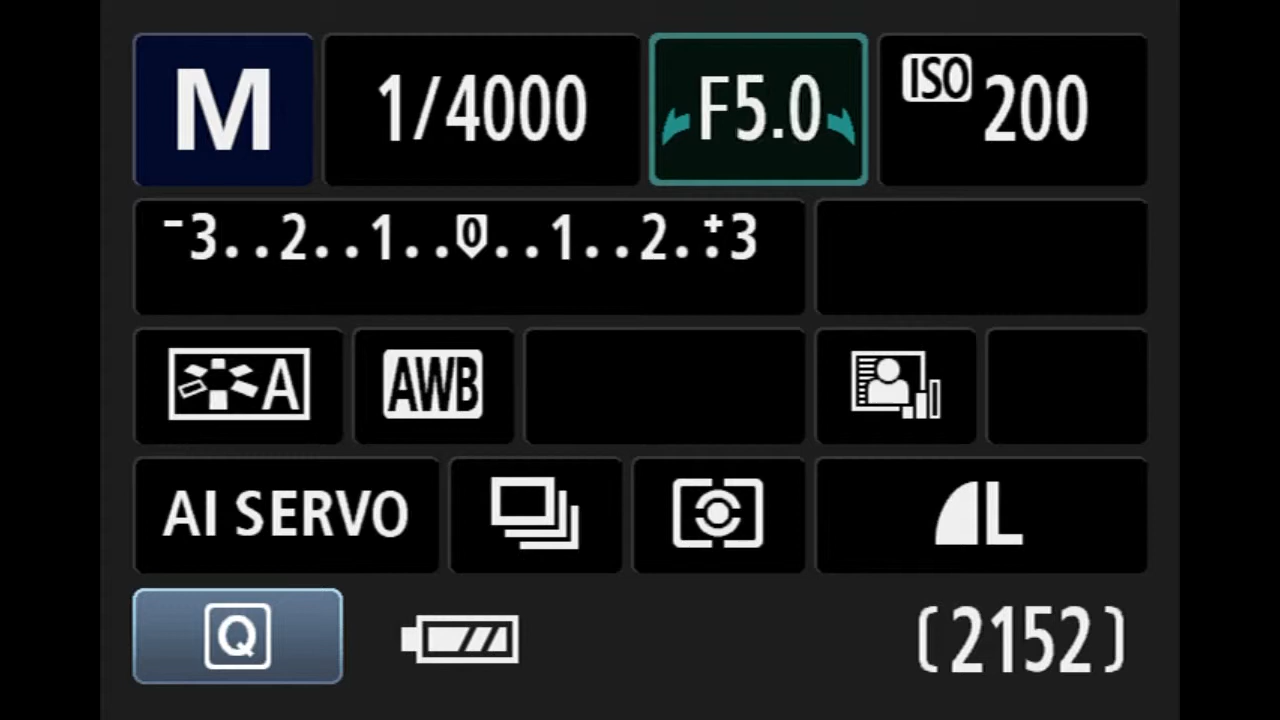 M 1/4000 F5.0 ISO 200
-3..2..1..0..1..2..+3
A AWB
AI SERVO L
Q (2152)